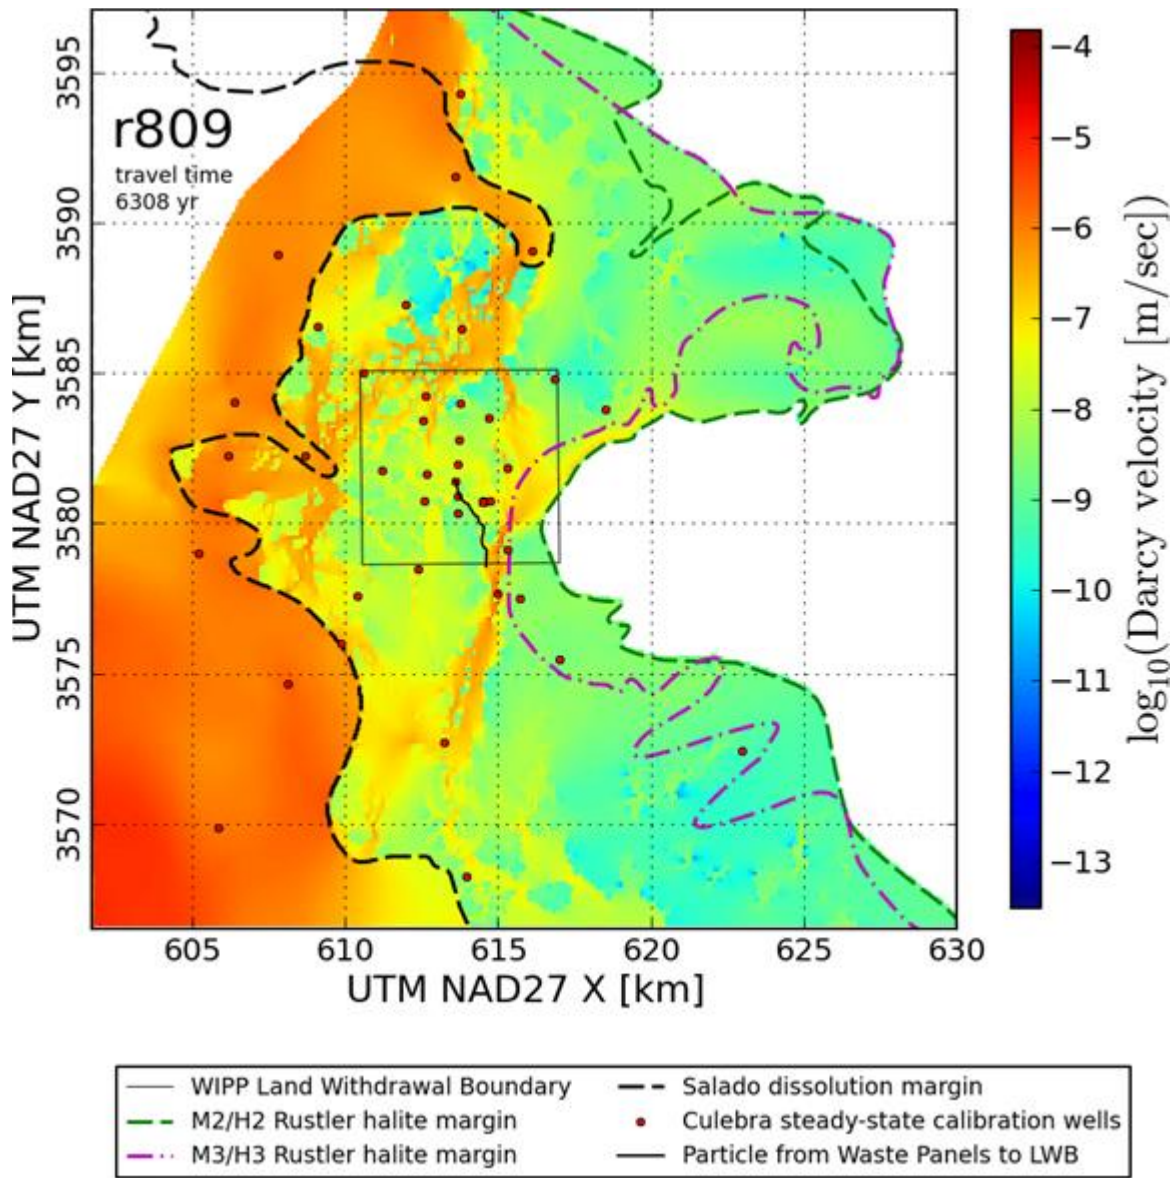 r809
travel time
6308 yr
3595
3590
3585
3580
3575
3570
UTM NAD27 Y [km]
605 610 615 620 625 630
UTM NAD27 X [km]
−4
−5
−6
−7
−8
−9
−10
−11
−12
−13
log10(Darcy velocity [m/sec])
WIPP Land Withdrawal Boundary
M2/H2 Rustler halite margin
M3/H3 Rustler halite margin
Salado dissolution margin
Culebra steady-state calibration wells
Particle from Waste Panels to LWB